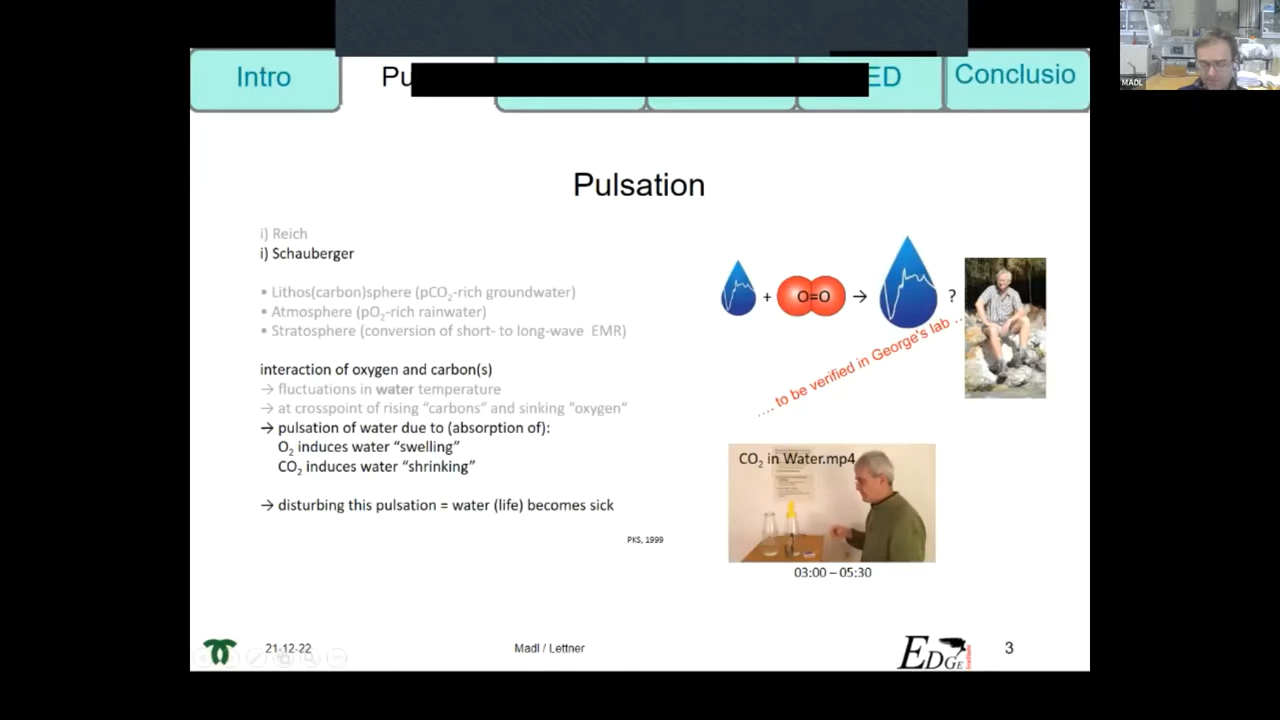 MADL
Intro
Pu
ED
Conclusio
Pulsation
i) Reich
i) Schauberger
• Lithos(carbon)sphere (pCO₂-rich groundwater)
• Atmosphere (pO₂-rich rainwater)
• Stratosphere (conversion of short- to long-wave EMR)
interaction of oxygen and carbon(s)
→ fluctuations in water temperature
→ at crosspoint of rising “carbons” and sinking “oxygen”
→ pulsation of water due to (absorption of):
O₂ induces water “swelling”
CO₂ induces water “shrinking”
→ disturbing this pulsation = water (life) becomes sick
PKS, 1999
+ O=O → ?
.... to be verified in George's lab ...
CO₂ in Water.mp4
03:00 – 05:30
21-12-22
Madl / Lettner
EDGE
Institute
3